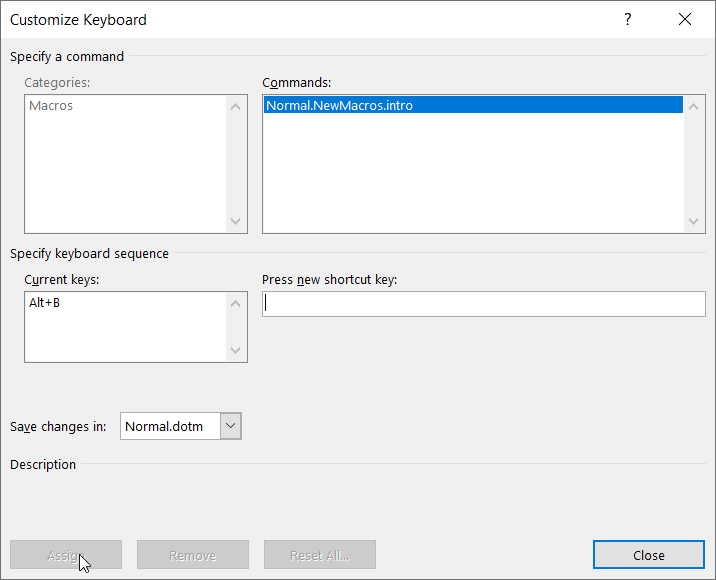 Customize Keyboard
?
Specify a command
Categories:
Commands:
Macros
Normal.NewMacros.intro
Specify keyboard sequence
Current keys:
Press new shortcut key:
Alt+B
Save changes in:
Normal.dotm
Description
Assign
Remove
Reset All...
Close